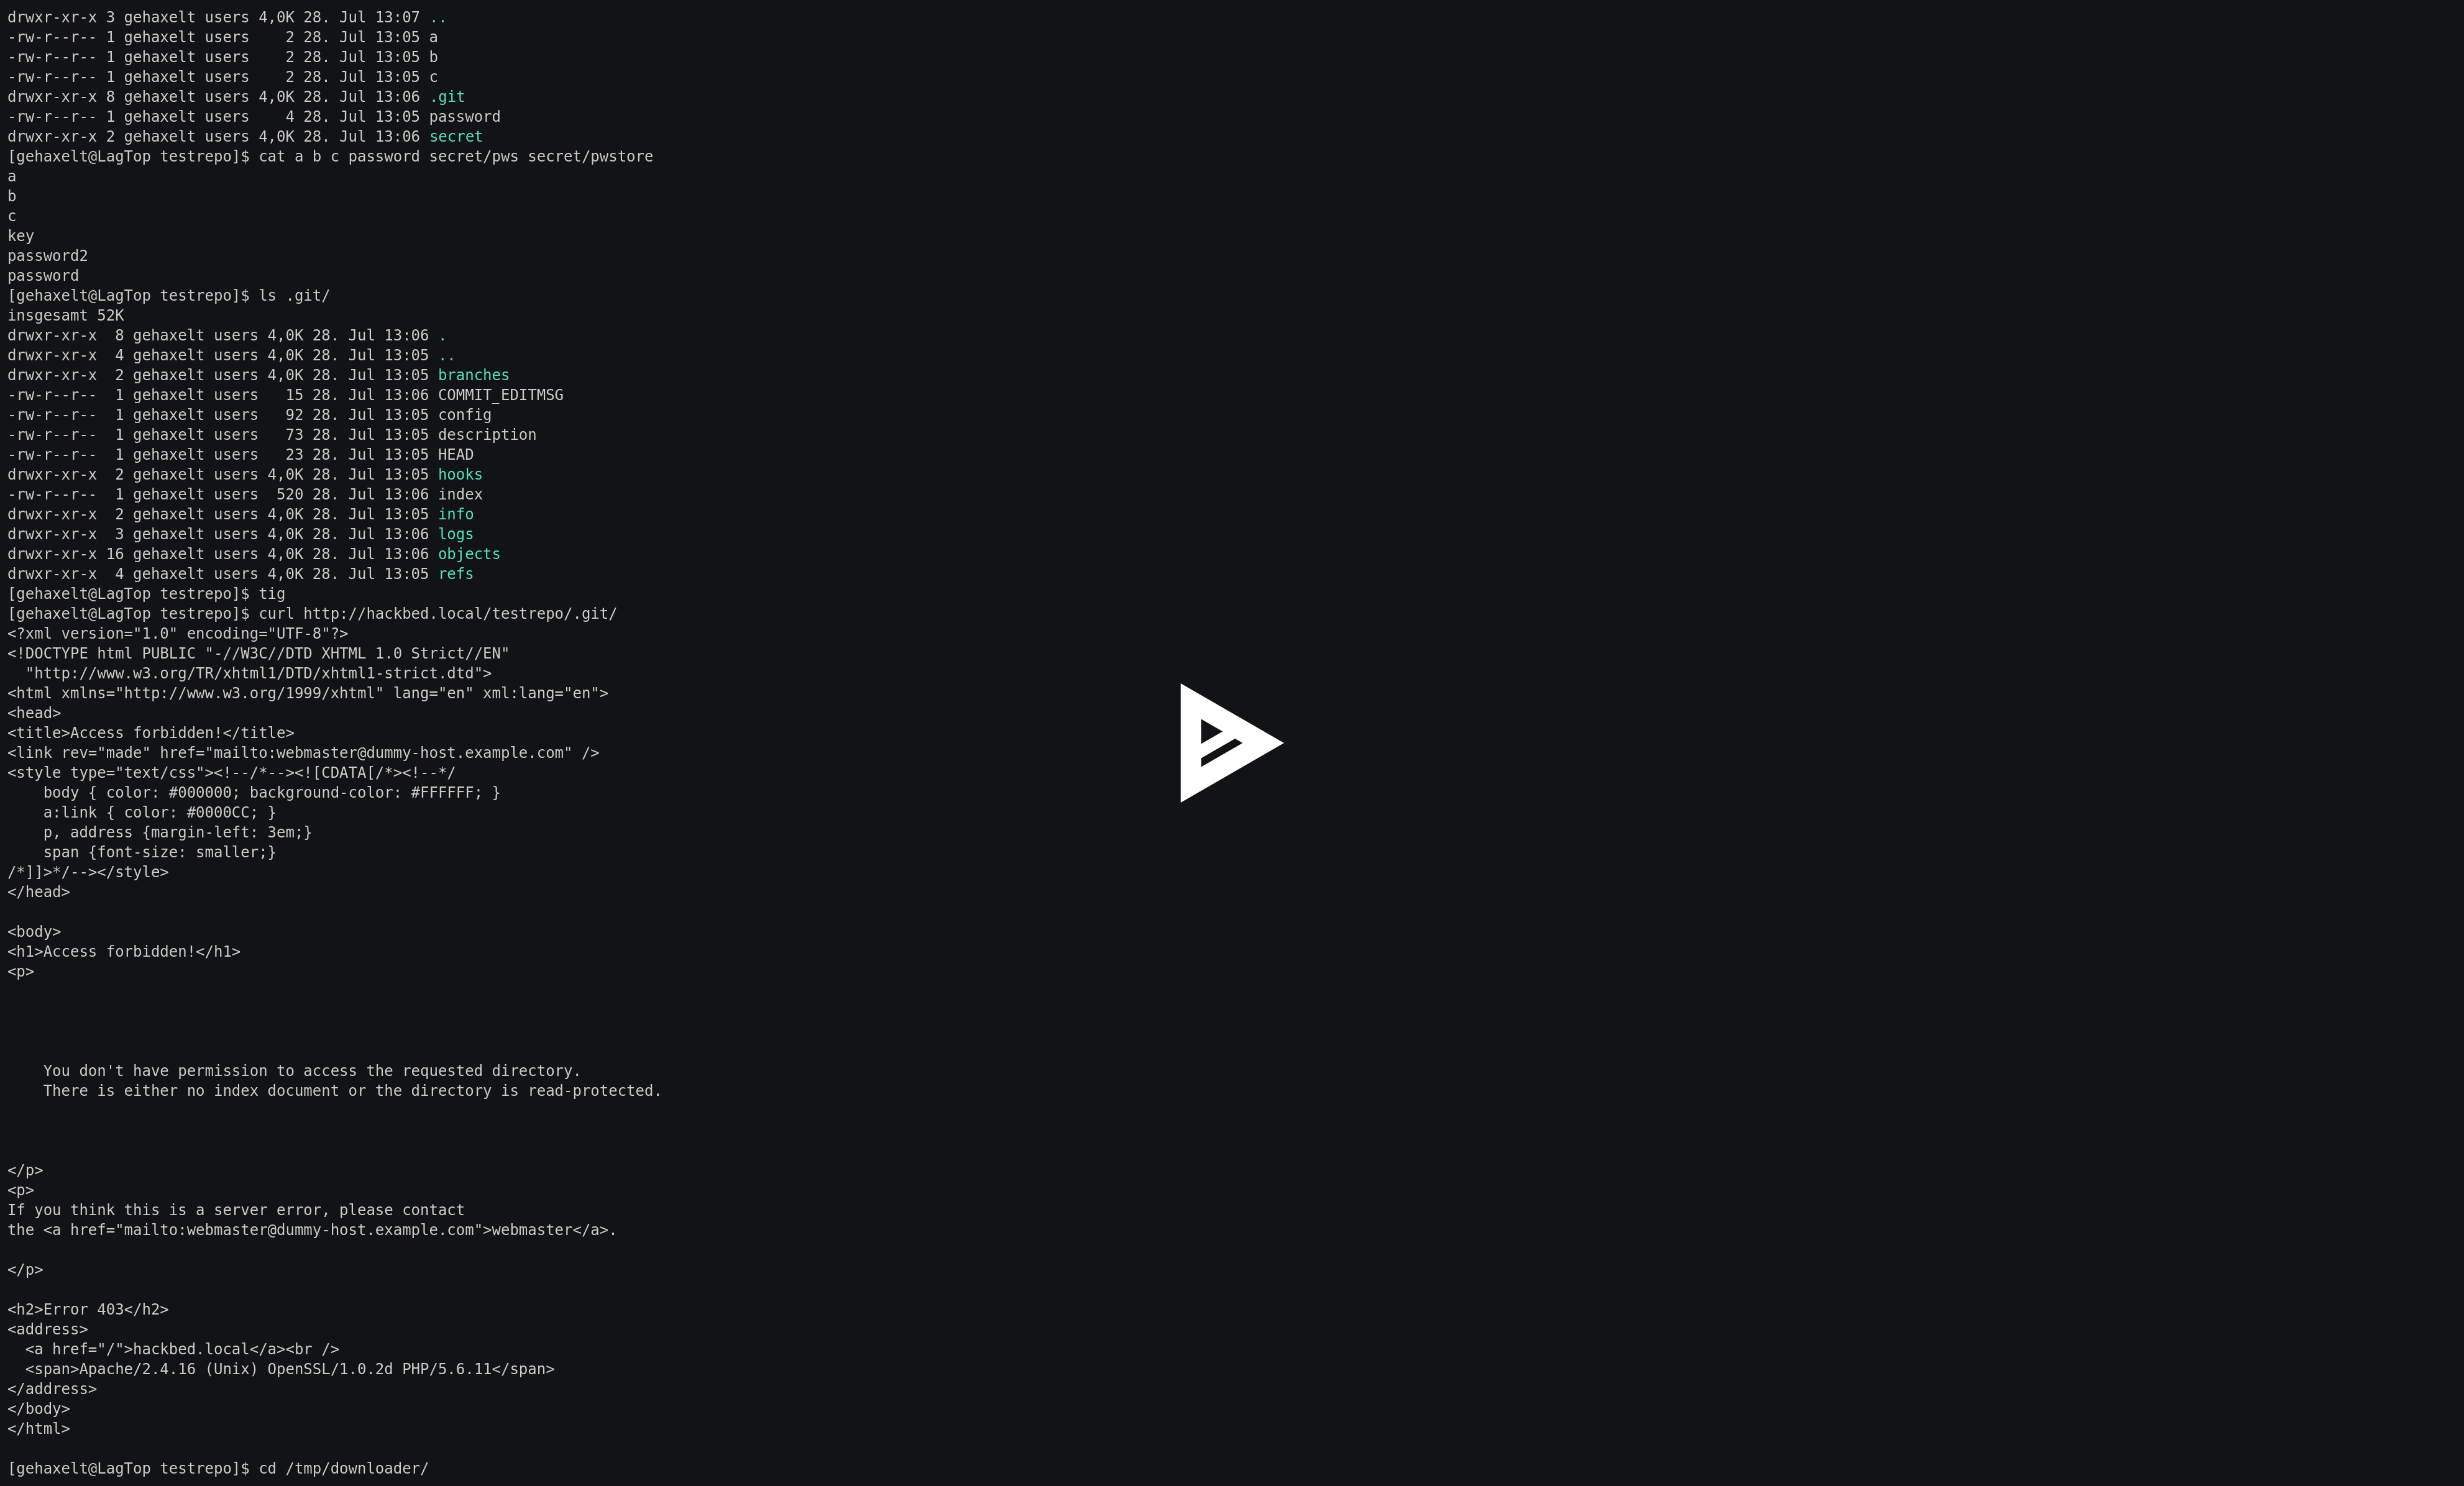 drwxr-xr-x 3 gehaxelt users 4,0K 28. Jul 13:07 ..
-rw-r--r-- 1 gehaxelt users    2 28. Jul 13:05 a
-rw-r--r-- 1 gehaxelt users    2 28. Jul 13:05 b
-rw-r--r-- 1 gehaxelt users    2 28. Jul 13:05 c
drwxr-xr-x 8 gehaxelt users 4,0K 28. Jul 13:06 .git
-rw-r--r-- 1 gehaxelt users    4 28. Jul 13:05 password
drwxr-xr-x 2 gehaxelt users 4,0K 28. Jul 13:06 secret
[gehaxelt@LagTop testrepo]$ cat a b c password secret/pws secret/pwstore
a
b
c
key
password2
password
[gehaxelt@LagTop testrepo]$ ls .git/
insgesamt 52K
drwxr-xr-x  8 gehaxelt users 4,0K 28. Jul 13:06 .
drwxr-xr-x  4 gehaxelt users 4,0K 28. Jul 13:05 ..
drwxr-xr-x  2 gehaxelt users 4,0K 28. Jul 13:05 branches
-rw-r--r--  1 gehaxelt users   15 28. Jul 13:06 COMMIT_EDITMSG
-rw-r--r--  1 gehaxelt users   92 28. Jul 13:05 config
-rw-r--r--  1 gehaxelt users   73 28. Jul 13:05 description
-rw-r--r--  1 gehaxelt users   23 28. Jul 13:05 HEAD
drwxr-xr-x  2 gehaxelt users 4,0K 28. Jul 13:05 hooks
-rw-r--r--  1 gehaxelt users  520 28. Jul 13:06 index
drwxr-xr-x  2 gehaxelt users 4,0K 28. Jul 13:05 info
drwxr-xr-x  3 gehaxelt users 4,0K 28. Jul 13:06 logs
drwxr-xr-x 16 gehaxelt users 4,0K 28. Jul 13:06 objects
drwxr-xr-x  4 gehaxelt users 4,0K 28. Jul 13:05 refs
[gehaxelt@LagTop testrepo]$ tig
[gehaxelt@LagTop testrepo]$ curl http://hackbed.local/testrepo/.git/
<?xml version="1.0" encoding="UTF-8"?>
<!DOCTYPE html PUBLIC "-//W3C//DTD XHTML 1.0 Strict//EN"
  "http://www.w3.org/TR/xhtml1/DTD/xhtml1-strict.dtd">
<html xmlns="http://www.w3.org/1999/xhtml" lang="en" xml:lang="en">
<head>
<title>Access forbidden!</title>
<link rev="made" href="mailto:webmaster@dummy-host.example.com" />
<style type="text/css"><!--/*--><![CDATA[/*><!--*/
    body { color: #000000; background-color: #FFFFFF; }
    a:link { color: #0000CC; }
    p, address {margin-left: 3em;}
    span {font-size: smaller;}
/*]]>*/--></style>
</head>

<body>
<h1>Access forbidden!</h1>
<p>

    You don't have permission to access the requested directory.
    There is either no index document or the directory is read-protected.

</p>
<p>
If you think this is a server error, please contact
the <a href="mailto:webmaster@dummy-host.example.com">webmaster</a>.

</p>

<h2>Error 403</h2>
<address>
  <a href="/">hackbed.local</a><br />
  <span>Apache/2.4.16 (Unix) OpenSSL/1.0.2d PHP/5.6.11</span>
</address>
</body>
</html>

[gehaxelt@LagTop testrepo]$ cd /tmp/downloader/